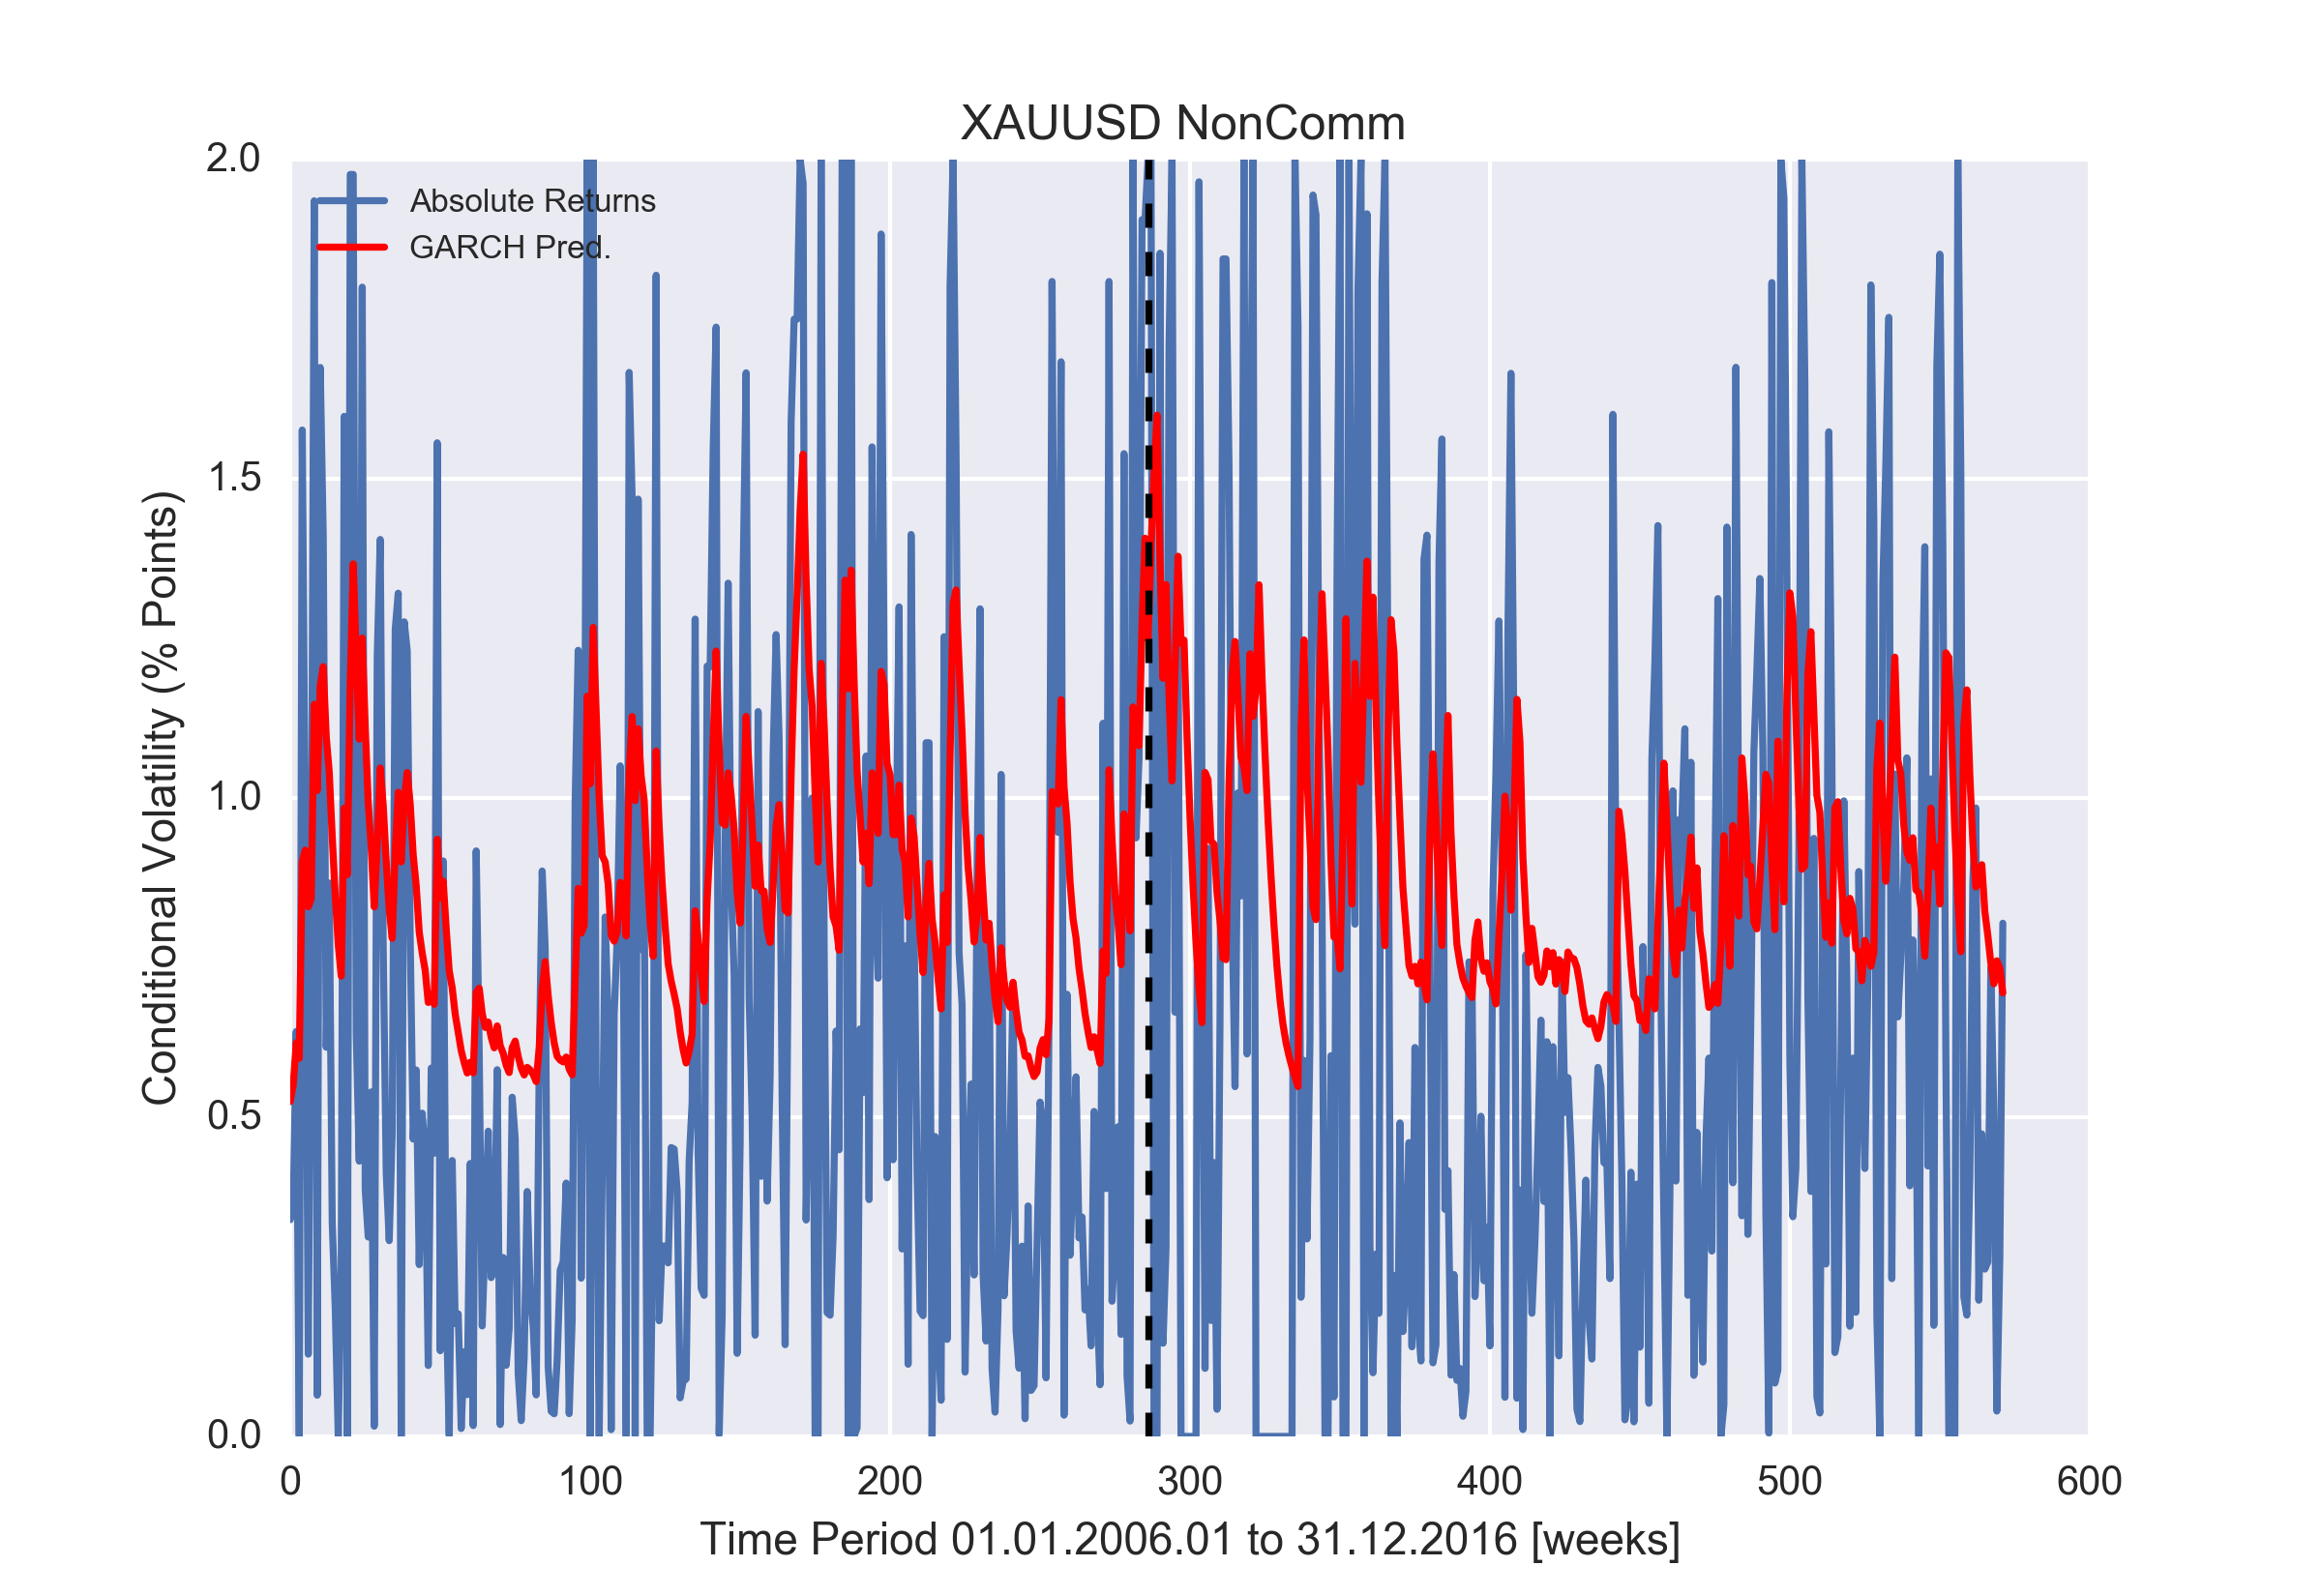 XAUUSD NonComm
2.0
1.5
1.0
0.5
0.0
Conditional Volatility (% Points)
Absolute Returns
GARCH Pred.
0 100 200 300 400 500 600
Time Period 01.01.2006.01 to 31.12.2016 [weeks]